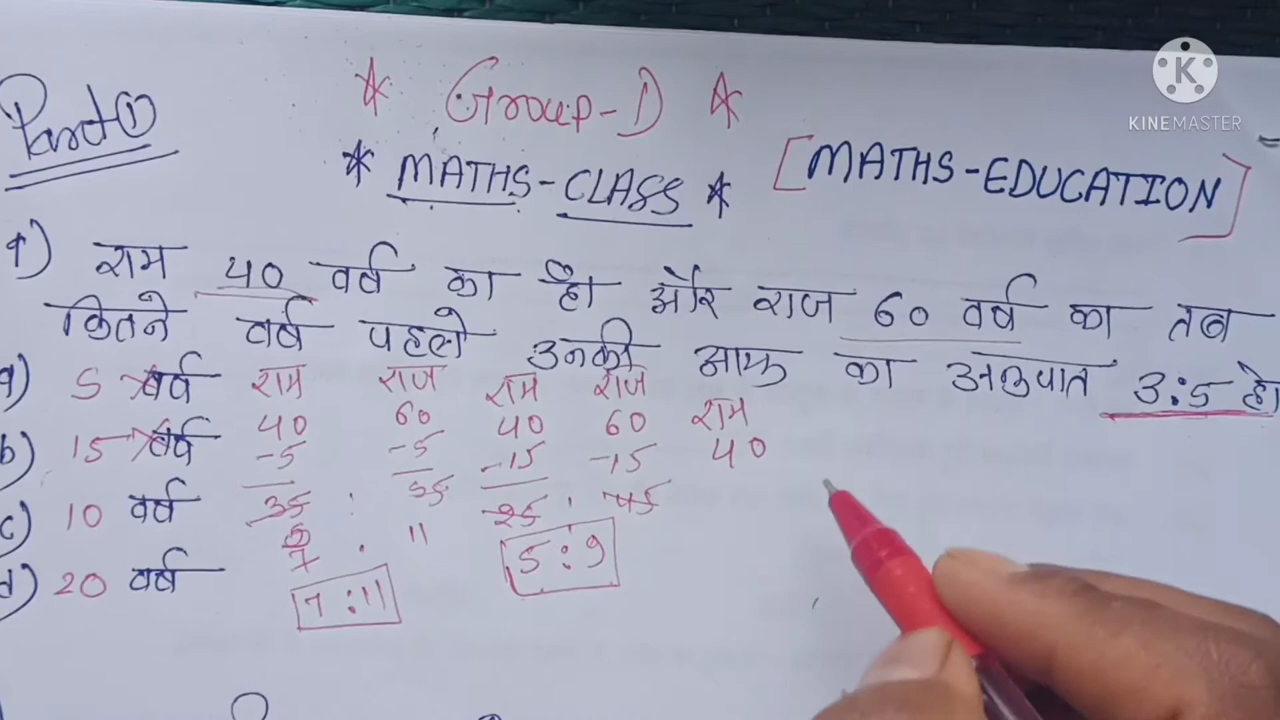 Part ①
* Group-D *
* MATHS-CLASS *
[MATHS-EDUCATION]
KINEMASTER
राम 40 वर्ष का है। और राज 60 वर्ष का तब
कितने वर्ष पहले उनकी आयु का अनुपात 3:5 है।
a) 5 वर्ष
b) 15 वर्ष
c) 10 वर्ष
d) 20 वर्ष
राम राज
40 60
-5 -5
35 : 55
7 : 11
7 : 11
राम राज
40 60
-15 -15
25 : 45
5 : 9
राम
40